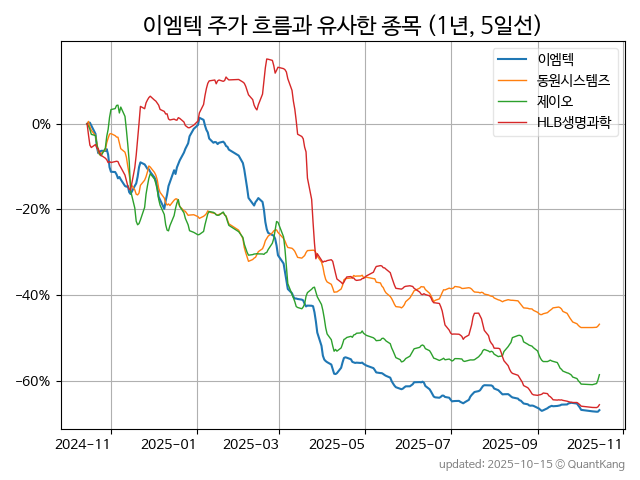 이엠텍 주가 흐름과 유사한 종목 (1년, 5일선)
이엠텍
동원시스템즈
제이오
HLB생명과학
0%
−20%
−40%
−60%
2024-11
2025-01
2025-03
2025-05
2025-07
2025-09
2025-11
updated: 2025-10-15 © QuantKang